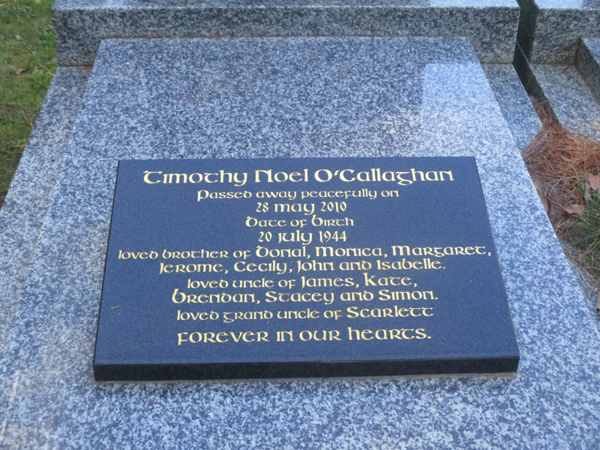 Timothy Noel O'Callaghan
Passed away peacefully on
28 May 2010
Date of Birth
20 July 1944
loved brother of Donal, Monica, Margaret,
Jerome, Cecily, John and Isabelle.
loved uncle of James, Kate,
Brendan, Stacey and Simon.
loved grand uncle of Scarlett
FOREVER IN OUR HEARTS.